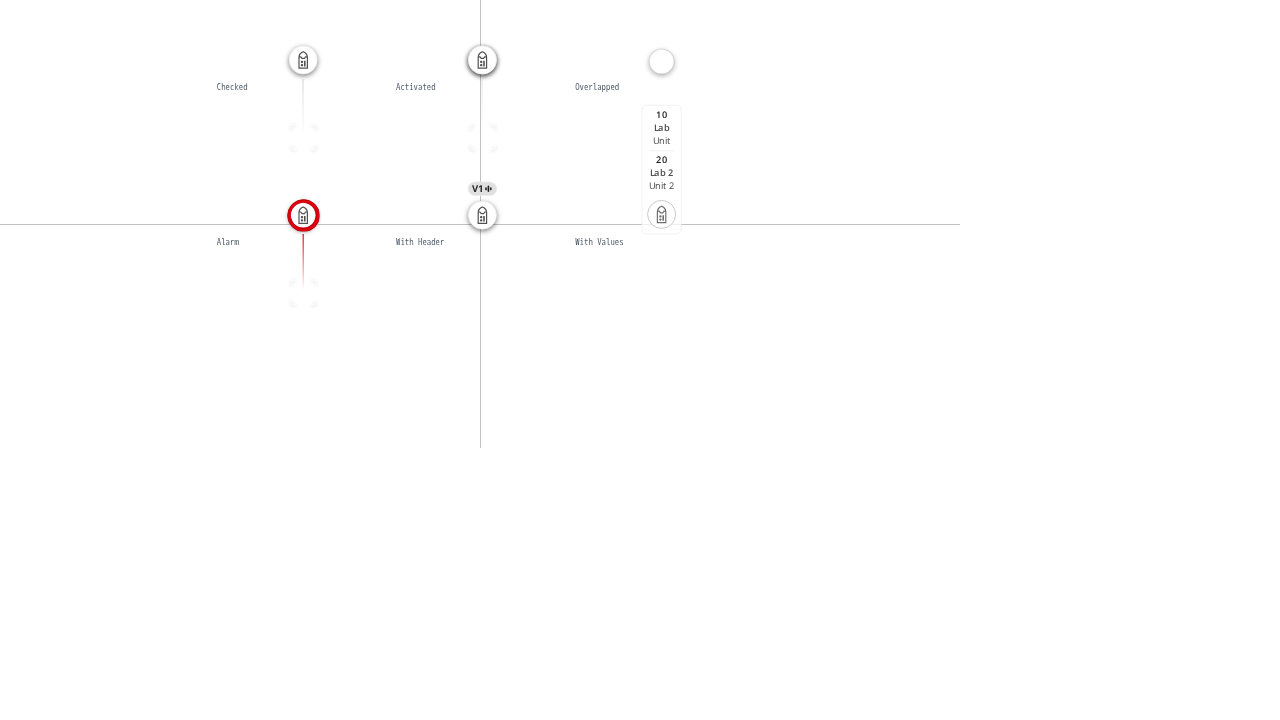 Checked
Activated
Overlapped
10
Lab
Unit
20
Lab 2
Unit 2
V1
Alarm
With Header
With Values